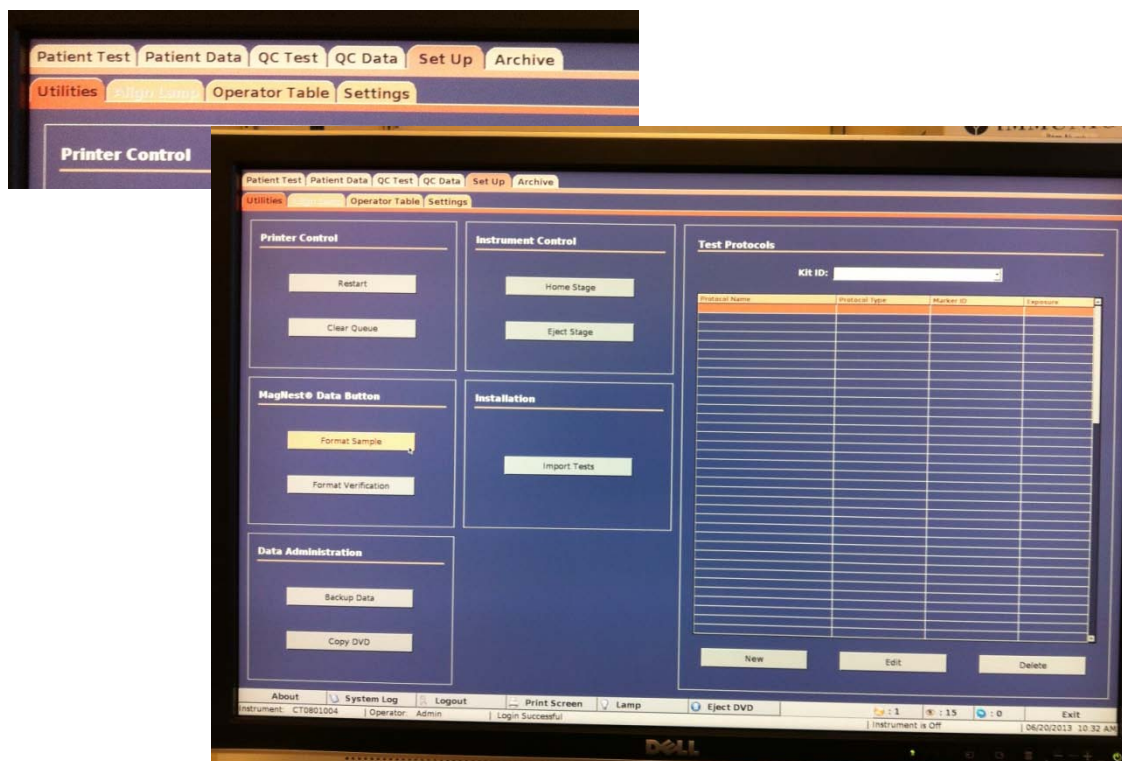 Patient Test Patient Data QC Test QC Data Set Up Archive
Utilities Align Lamp Operator Table Settings
Printer Control
Patient Test Patient Data QC Test QC Data Set Up Archive
Utilities Operator Table Settings
Printer Control
Restart
Clear Queue
Instrument Control
Home Stage
Eject Stage
Test Protocols
Kit ID:
Protocol Name Protocol Type Marker ID Exposure
MagNest® Data Button
Format Sample
Format Verification
Installation
Import Tests
Data Administration
Backup Data
Copy DVD
New Edit Delete
About System Log Logout Print Screen Lamp Eject DVD : 1 : 15 : 0 Exit
Instrument: CT0801004 | Operator: Admin | Login Successful | Instrument is Off | 06/20/2013 10:32 AM
DELL